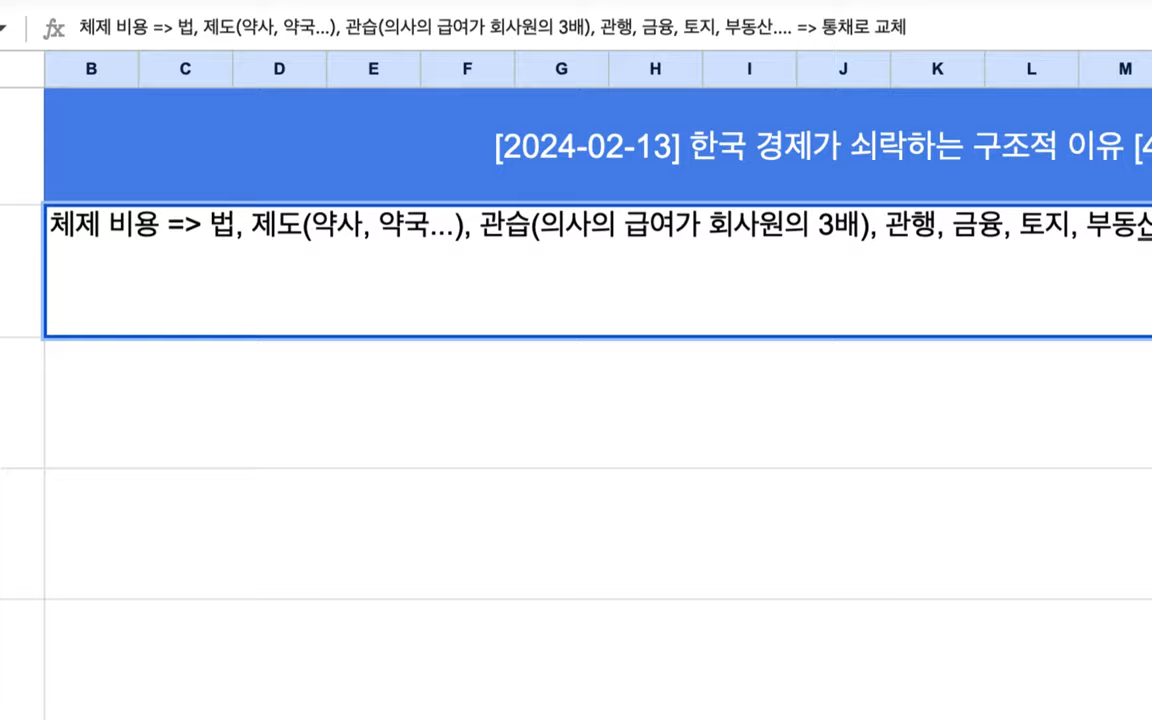 fx 체제 비용 => 법, 제도(약사, 약국...), 관습(의사의 급여가 회사원의 3배), 관행, 금융, 토지, 부동산.... => 통채로 교체
B C D E F G H I J K L M
[2024-02-13] 한국 경제가 쇠락하는 구조적 이유 [4
체제 비용 => 법, 제도(약사, 약국...), 관습(의사의 급여가 회사원의 3배), 관행, 금융, 토지, 부동산